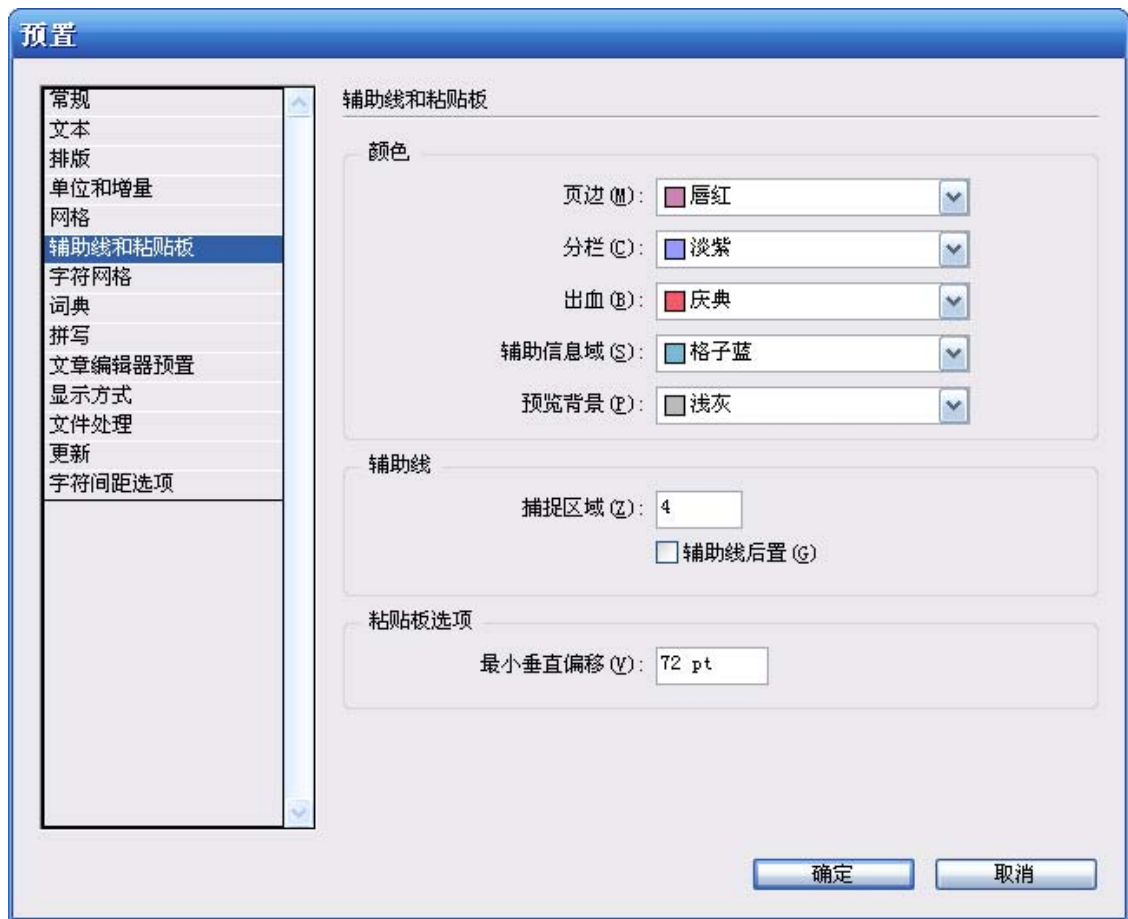 预置
常规
文本
排版
单位和增量
网格
辅助线和粘贴板
字符网格
词典
拼写
文章编辑器预置
显示方式
文件处理
更新
字符间距选项
辅助线和粘贴板
颜色
页边(M): 唇红
分栏(C): 淡紫
出血(B): 庆典
辅助信息域(S): 格子蓝
预览背景(P): 浅灰
辅助线
捕捉区域(Z): 4
辅助线后置(G)
粘贴板选项
最小垂直偏移(V): 72 pt
确定 取消